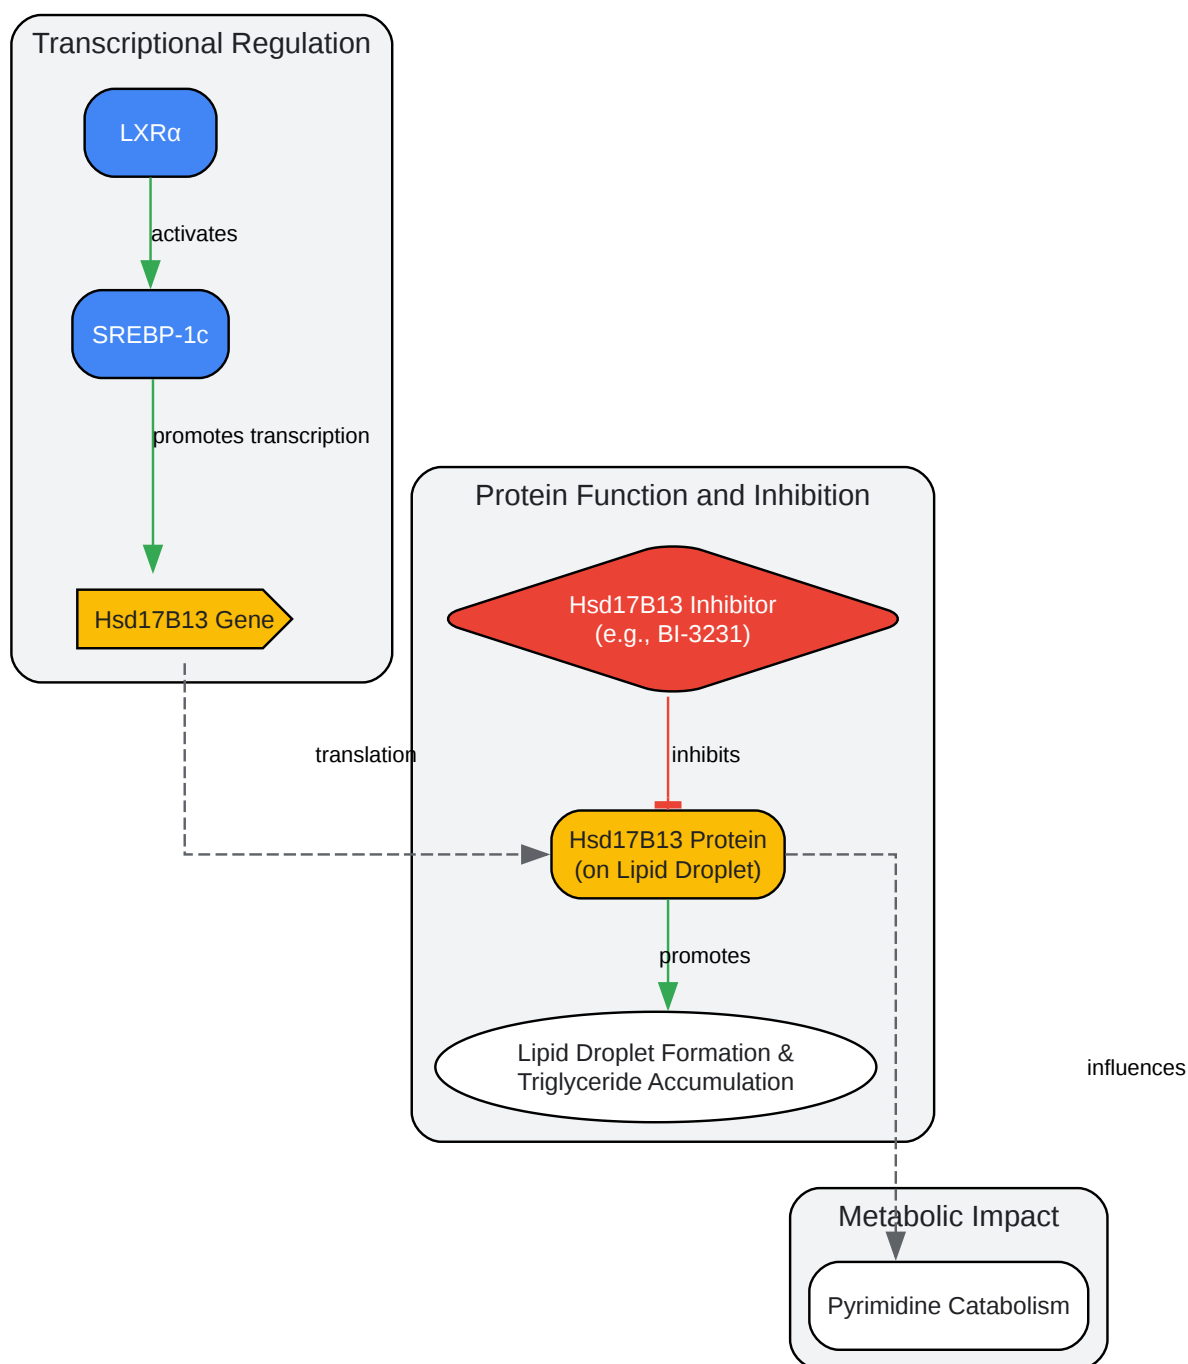 Transcriptional Regulation
LXRα
activates
SREBP-1c
promotes transcription
Hsd17B13 Gene
Protein Function and Inhibition
Hsd17B13 Inhibitor
(e.g., BI-3231)
translation
inhibits
Hsd17B13 Protein
(on Lipid Droplet)
promotes
Lipid Droplet Formation &
Triglyceride Accumulation
influences
Metabolic Impact
Pyrimidine Catabolism